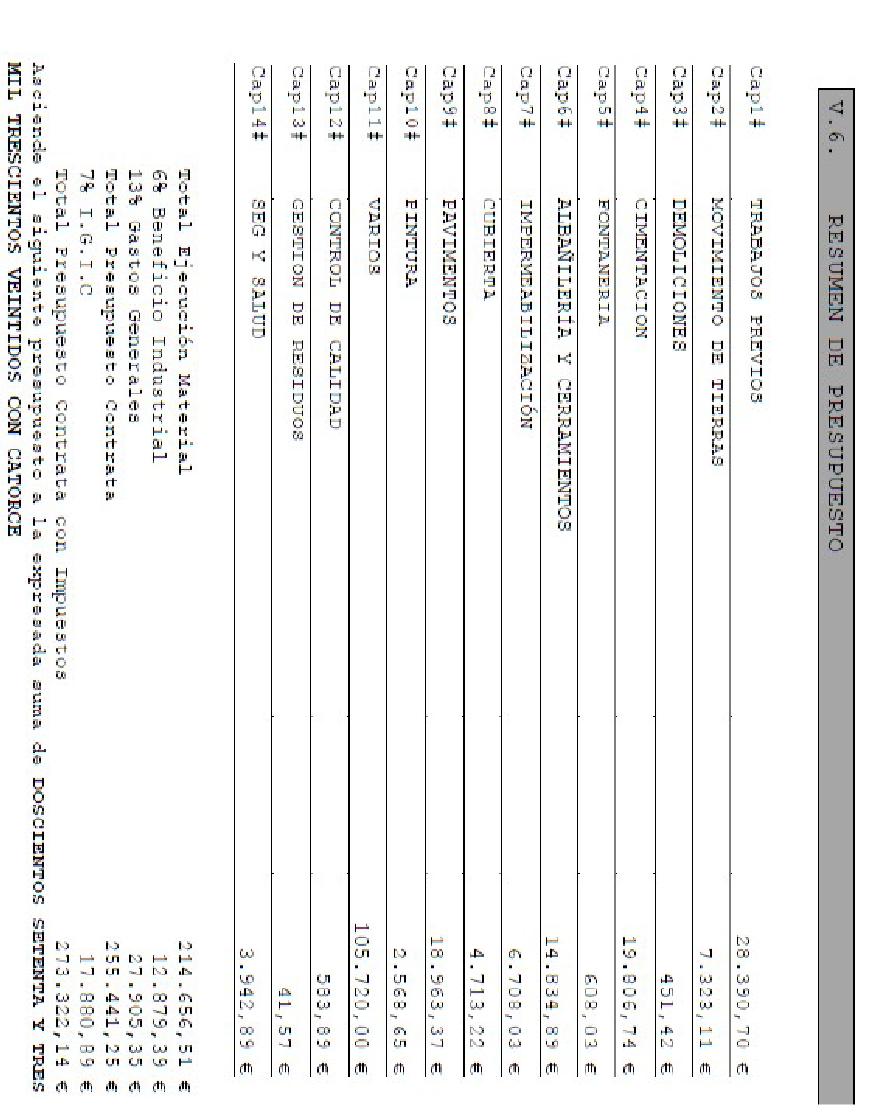 V.6. RESUMEN DE PRESUPUESTO
Cap1# TRABAJOS PREVIOS 28.390,70 €
Cap2# MOVIMIENTO DE TIERRAS 7.323,11 €
Cap3# DEMOLICIONES 451,42 €
Cap4# CIMENTACION 19.806,74 €
Cap5# FONTANERIA 608,03 €
Cap6# ALBAÑILERÍA Y CERRAMIENTOS 14.834,89 €
Cap7# IMPERMEABILIZACIÓN 6.708,03 €
Cap8# CUBIERTA 4.713,22 €
Cap9# PAVIMENTOS 18.963,37 €
Cap10# PINTURA 2.568,65 €
Cap11# VARIOS 105.720,00 €
Cap12# CONTROL DE CALIDAD 583,89 €
Cap13# GESTION DE RESIDUOS 41,57 €
Cap14# SEG Y SALUD 3.942,89 €
Total Ejecución Material 214.656,51 €
6% Beneficio Industrial 12.879,39 €
13% Gastos Generales 27.905,35 €
Total Presupuesto Contrata 255.441,25 €
7% I.G.I.C 17.880,89 €
Total Presupuesto Contrata con Impuestos 273.322,14 €
Asciende el siguiente presupuesto a la expresada suma de DOSCIENTOS SETENTA Y TRES
MIL TRESCIENTOS VEINTIDOS CON CATORCE